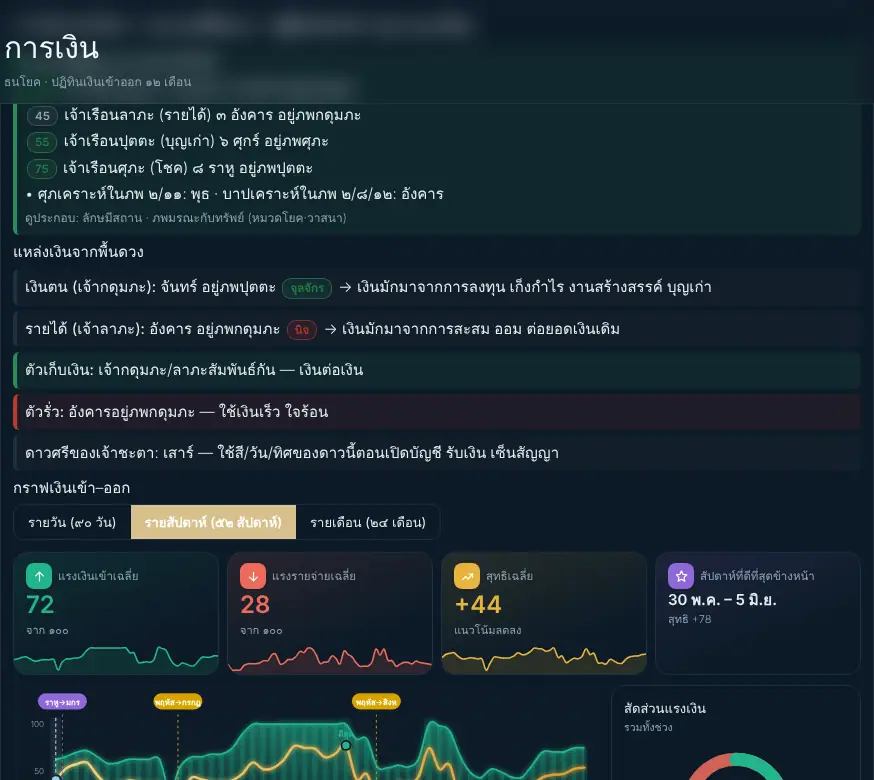 การเงิน
ธนโยค · ปฏิทินเงินเข้าออก ๑๒ เดือน
45 เจ้าเรือนลาภะ (รายได้) ๓ อังคาร อยู่ภพกดุมภะ
55 เจ้าเรือนปุตตะ (บุญเก่า) ๖ ศุกร์ อยู่ภพศุภะ
75 เจ้าเรือนศุภะ (โชค) ๘ ราหู อยู่ภพปุตตะ
• ศุภเคราะห์ในภพ ๒/๑๑: พุธ · บาปเคราะห์ในภพ ๒/๘/๑๒: อังคาร
ดูประกอบ: ลักษมีสถาน · ภพมรณะกับทรัพย์ (หมวดโยค·วาสนา)
แหล่งเงินจากพื้นดวง
เงินตน (เจ้ากดุมภะ): จันทร์ อยู่ภพปุตตะ จุลจักร → เงินมักมาจากการลงทุน เก็งกำไร งานสร้างสรรค์ บุญเก่า
รายได้ (เจ้าลาภะ): อังคาร อยู่ภพกดุมภะ นิจ → เงินมักมาจากการสะสม ออม ต่อยอดเงินเดิม
ตัวเก็บเงิน: เจ้ากดุมภะ/ลาภะสัมพันธ์กัน — เงินต่อเงิน
ตัวรั่ว: อังคารอยู่ภพกดุมภะ — ใช้เงินเร็ว ใจร้อน
ดาวศรีของเจ้าชะตา: เสาร์ — ใช้สี/วัน/ทิศของดาวนี้ตอนเปิดบัญชี รับเงิน เซ็นสัญญา
กราฟเงินเข้า–ออก
รายวัน (๙๐ วัน) รายสัปดาห์ (๕๒ สัปดาห์) รายเดือน (๒๔ เดือน)
แรงเงินเข้าเฉลี่ย
72
จาก ๑๐๐
แรงรายจ่ายเฉลี่ย
28
จาก ๑๐๐
สุทธิเฉลี่ย
+44
แนวโน้มลดลง
สัปดาห์ที่ดีที่สุดข้างหน้า
30 พ.ค. – 5 มิ.ย.
สุทธิ +78
ราหู→มกร พฤหัส→กรกฎ พฤหัส→สิงห
100
50
สัดส่วนแรงเงิน
รวมทั้งช่วง